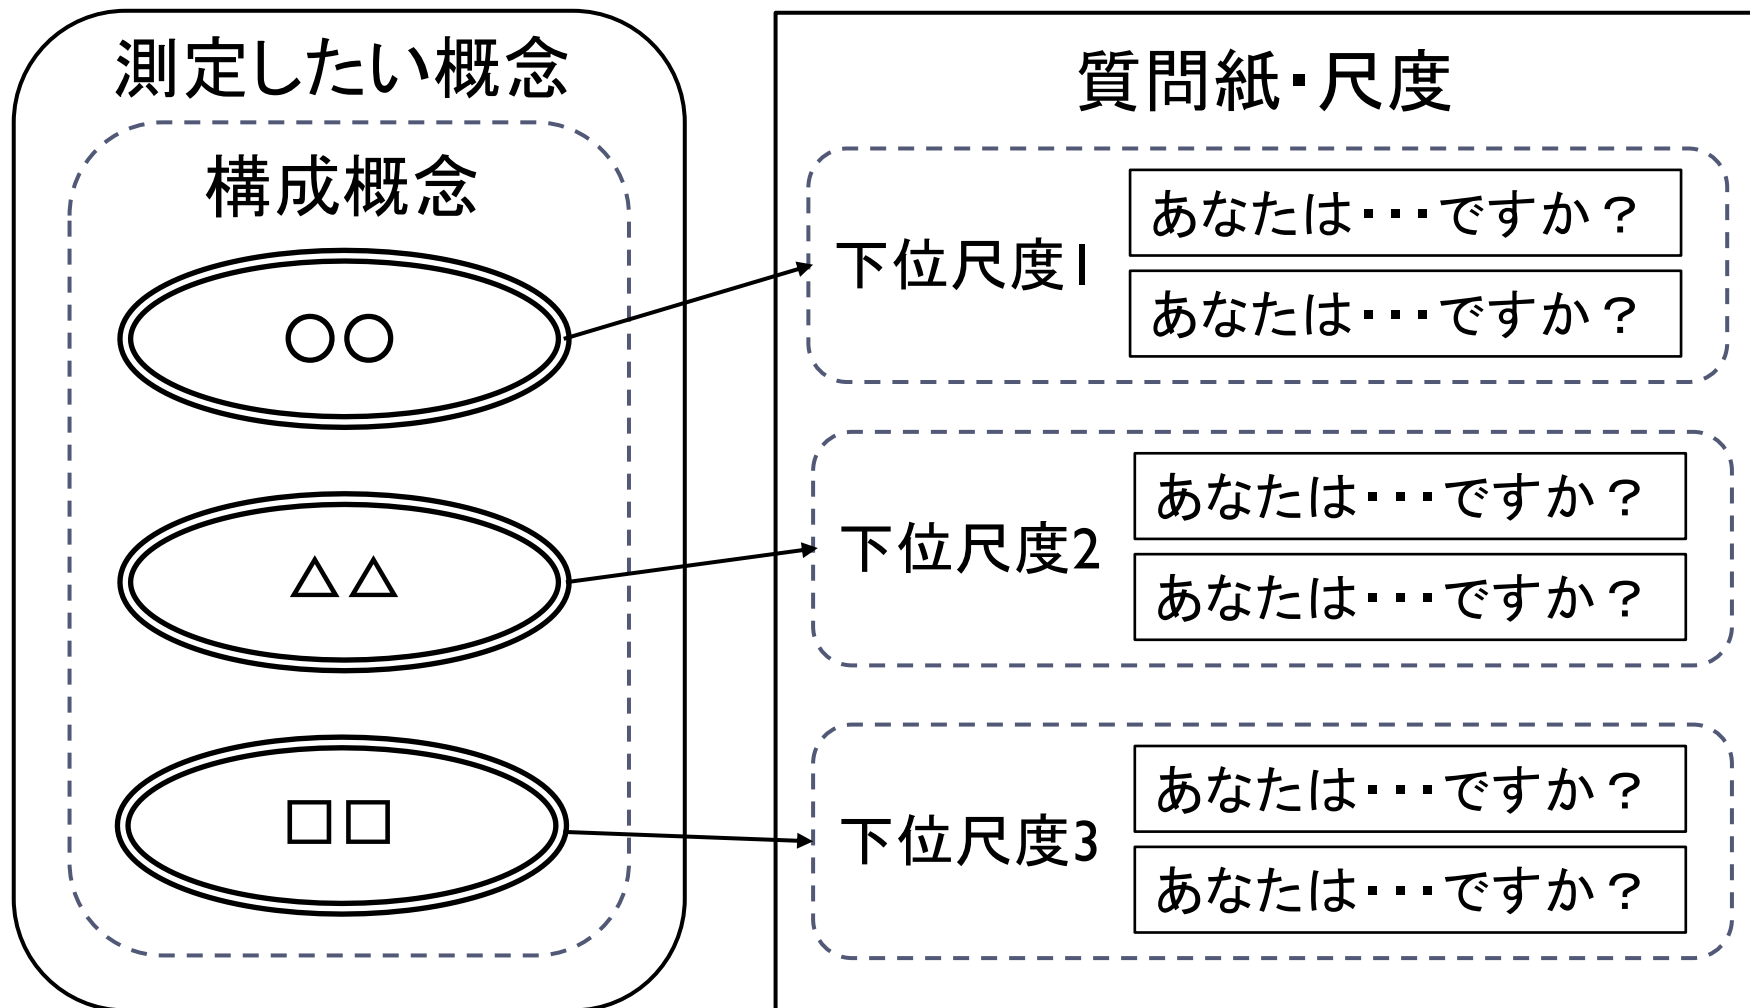 測定したい概念
構成概念
○○
△△
□□
質問紙・尺度
下位尺度1
あなたは・・・ですか？
あなたは・・・ですか？
下位尺度2
あなたは・・・ですか？
あなたは・・・ですか？
下位尺度3
あなたは・・・ですか？
あなたは・・・ですか？